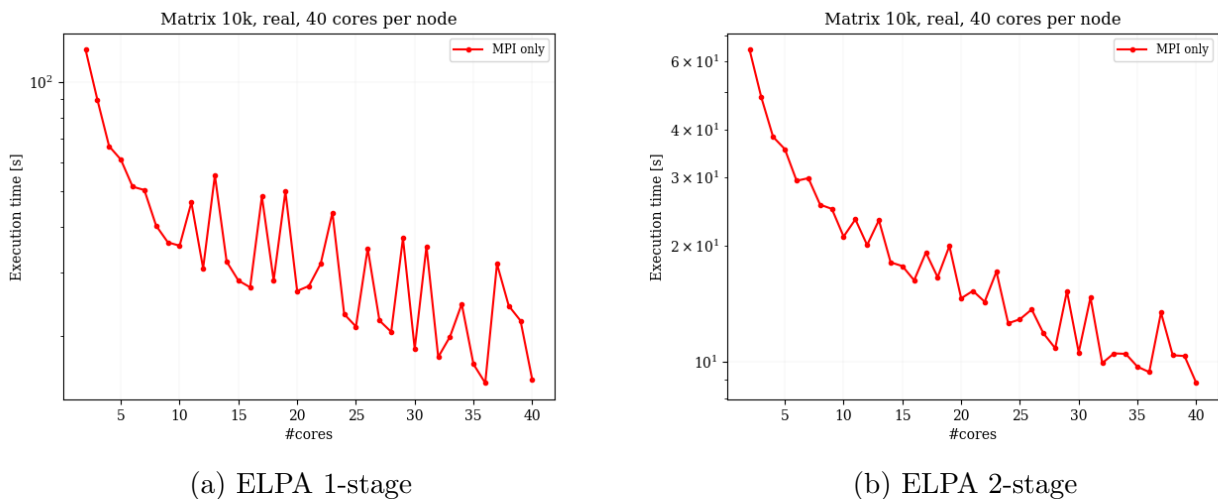 Matrix 10k, real, 40 cores per node
MPI only
10²
Execution time [s]
5 10 15 20 25 30 35 40
#cores
(a) ELPA 1-stage
Matrix 10k, real, 40 cores per node
MPI only
6 × 10¹
4 × 10¹
3 × 10¹
2 × 10¹
10¹
Execution time [s]
5 10 15 20 25 30 35 40
#cores
(b) ELPA 2-stage